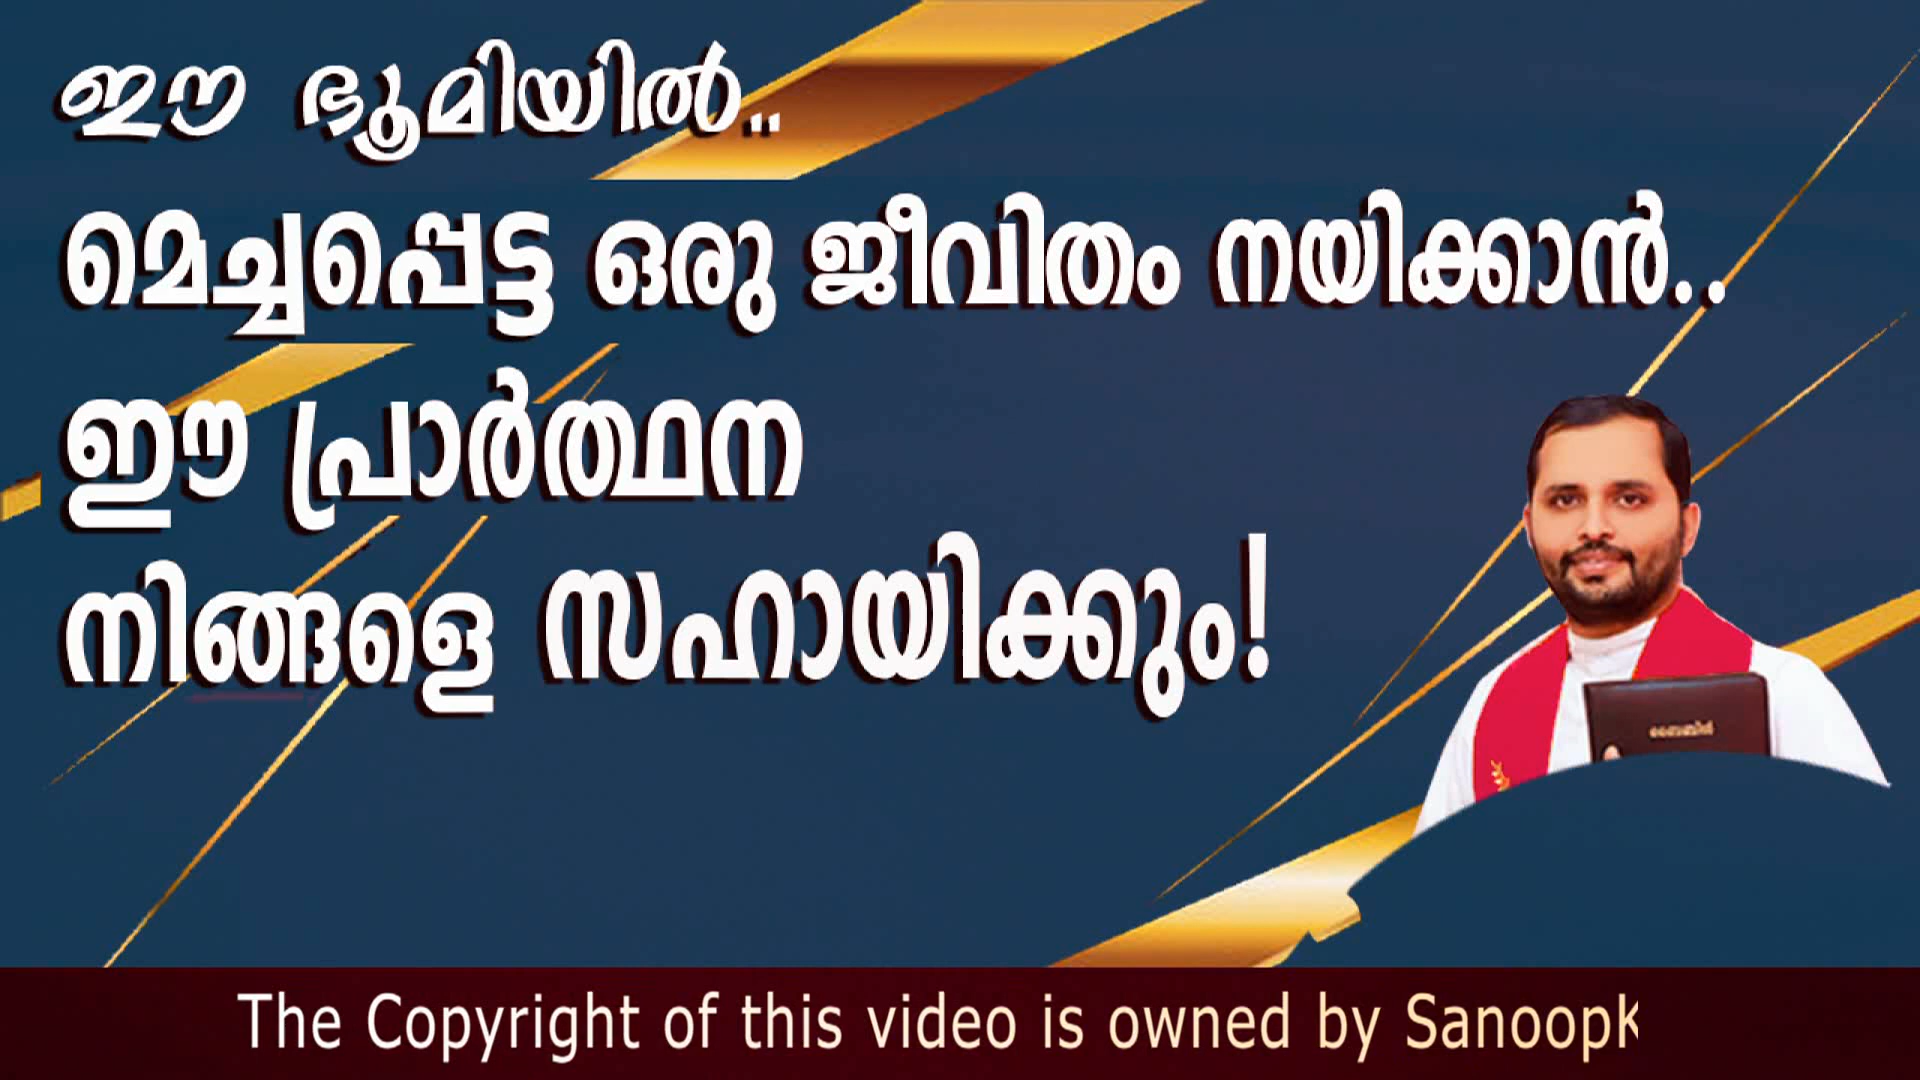 ഈ ഭൂമിയിൽ..
മെച്ചപ്പെട്ട ഒരു ജീവിതം നയിക്കാൻ..
ഈ പ്രാർത്ഥന
നിങ്ങളെ സഹായിക്കും!
ബൈബിൾ
The Copyright of this video is owned by SanoopK